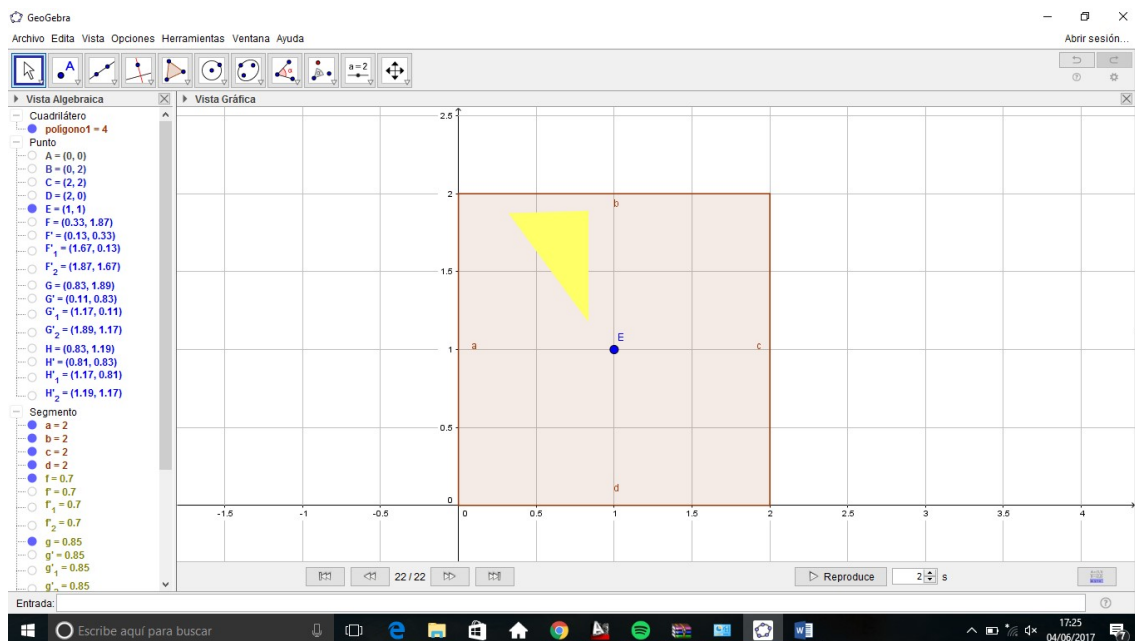 GeoGebra
Archivo Edita Vista Opciones Herramientas Ventana Ayuda
Abrir sesión...
A
a = 2
Vista Algebraica
Vista Gráfica
Cuadrilátero
polígono1 = 4
Punto
A = (0, 0)
B = (0, 2)
C = (2, 2)
D = (2, 0)
E = (1, 1)
F = (0.33, 1.87)
F' = (0.13, 0.33)
F'1 = (1.67, 0.13)
F'2 = (1.87, 1.67)
G = (0.83, 1.89)
G' = (0.11, 0.83)
G'1 = (1.17, 0.11)
G'2 = (1.89, 1.17)
H = (0.83, 1.19)
H' = (0.81, 0.83)
H'1 = (1.17, 0.81)
H'2 = (1.19, 1.17)
Segmento
a = 2
b = 2
c = 2
d = 2
f = 0.7
f' = 0.7
f'1 = 0.7
f'2 = 0.7
g = 0.85
g' = 0.85
g'1 = 0.85
g'2 = 0.85
2.5
2
1.5
1
0.5
0
-1.5 -1 -0.5 0 0.5 1 1.5 2 2.5 3 3.5 4
b
E
a
c
d
22 / 22
Reproduce
2 s
Entrada:
Escribe aquí para buscar
17:25
04/06/2017